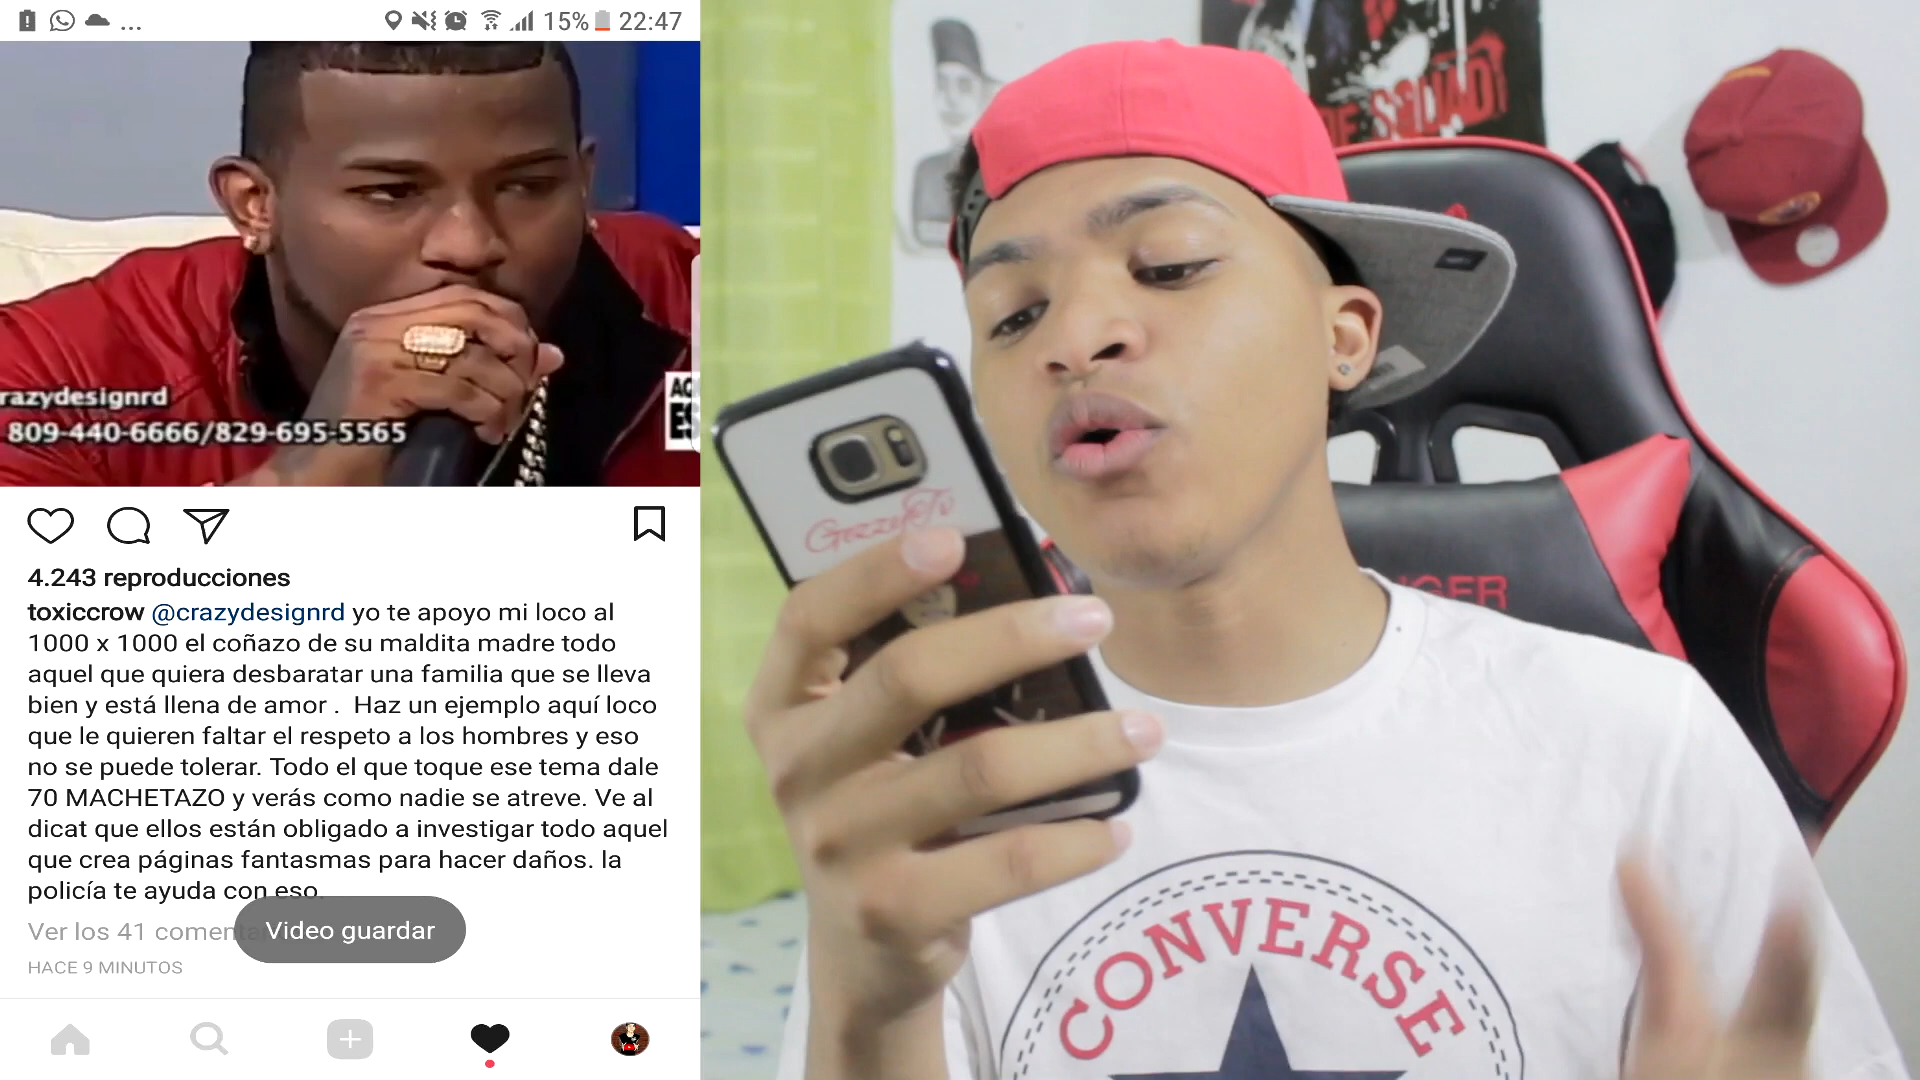 ... 15% 22:47
razydesignrd
809-440-6666/829-695-5565
4.243 reproducciones
toxiccrow @crazydesignrd yo te apoyo mi loco al
1000 x 1000 el coñazo de su maldita madre todo
aquel que quiera desbaratar una familia que se lleva
bien y está llena de amor .  Haz un ejemplo aquí loco
que le quieren faltar el respeto a los hombres y eso
no se puede tolerar. Todo el que toque ese tema dale
70 MACHETAZO y verás como nadie se atreve. Ve al
dicat que ellos están obligado a investigar todo aquel
que crea páginas fantasmas para hacer daños. la
policía te ayuda con eso.
Ver los 41 comen
Video guardar
HACE 9 MINUTOS
SQUAD
CONVERSE